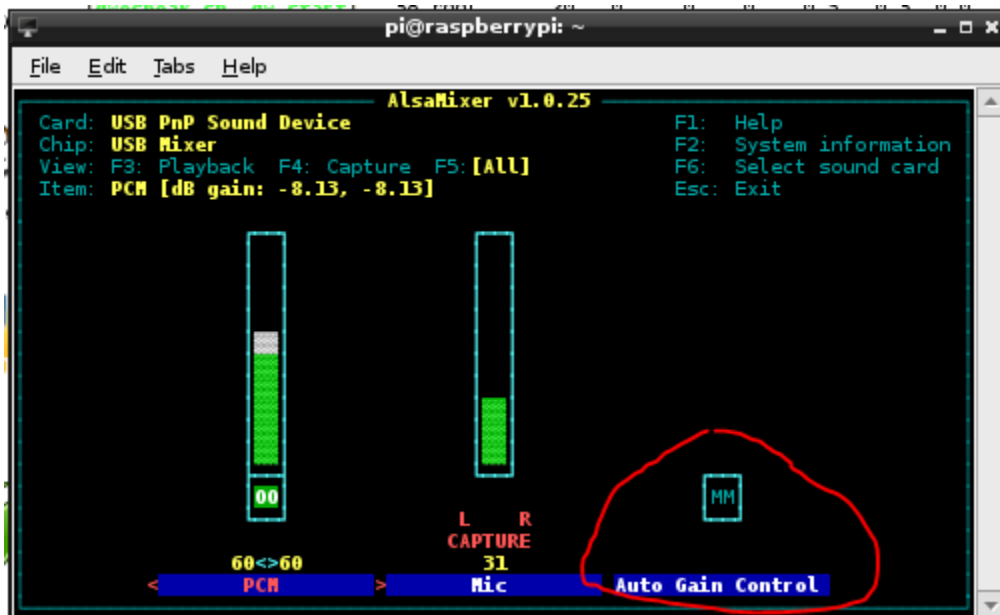 pi@raspberrypi: ~
File Edit Tabs Help
AlsaMixer v1.0.25
Card: USB PnP Sound Device F1: Help
Chip: USB Mixer F2: System information
View: F3: Playback F4: Capture F5:[All] F6: Select sound card
Item: PCM [dB gain: -8.13, -8.13] Esc: Exit
00 MM
L R
CAPTURE
60<>60 31
< PCM > Mic Auto Gain Control